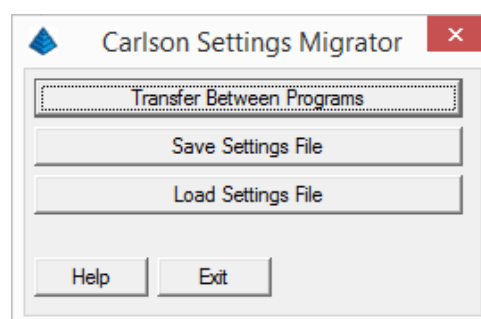 Carlson Settings Migrator
Transfer Between Programs
Save Settings File
Load Settings File
Help Exit